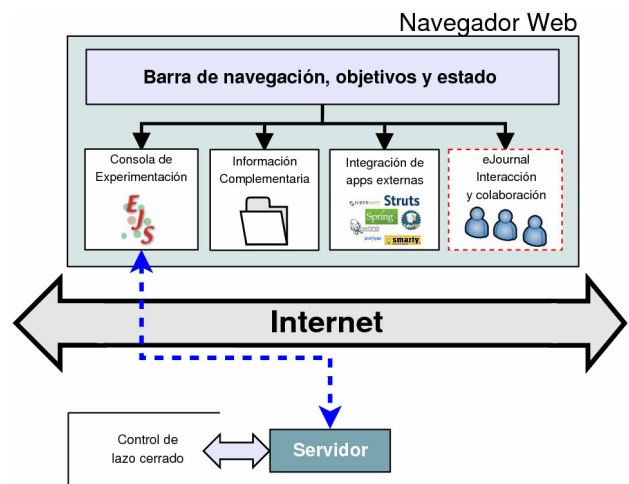 Navegador Web
Barra de navegación, objetivos y estado
Consola de
Experimentación
EJS
Información
Complementaria
Integración de
apps externas
HIBERNATE
Struts
Spring
smarty
eJournal
Interacción
y colaboración
Internet
Control de
lazo cerrado
Servidor